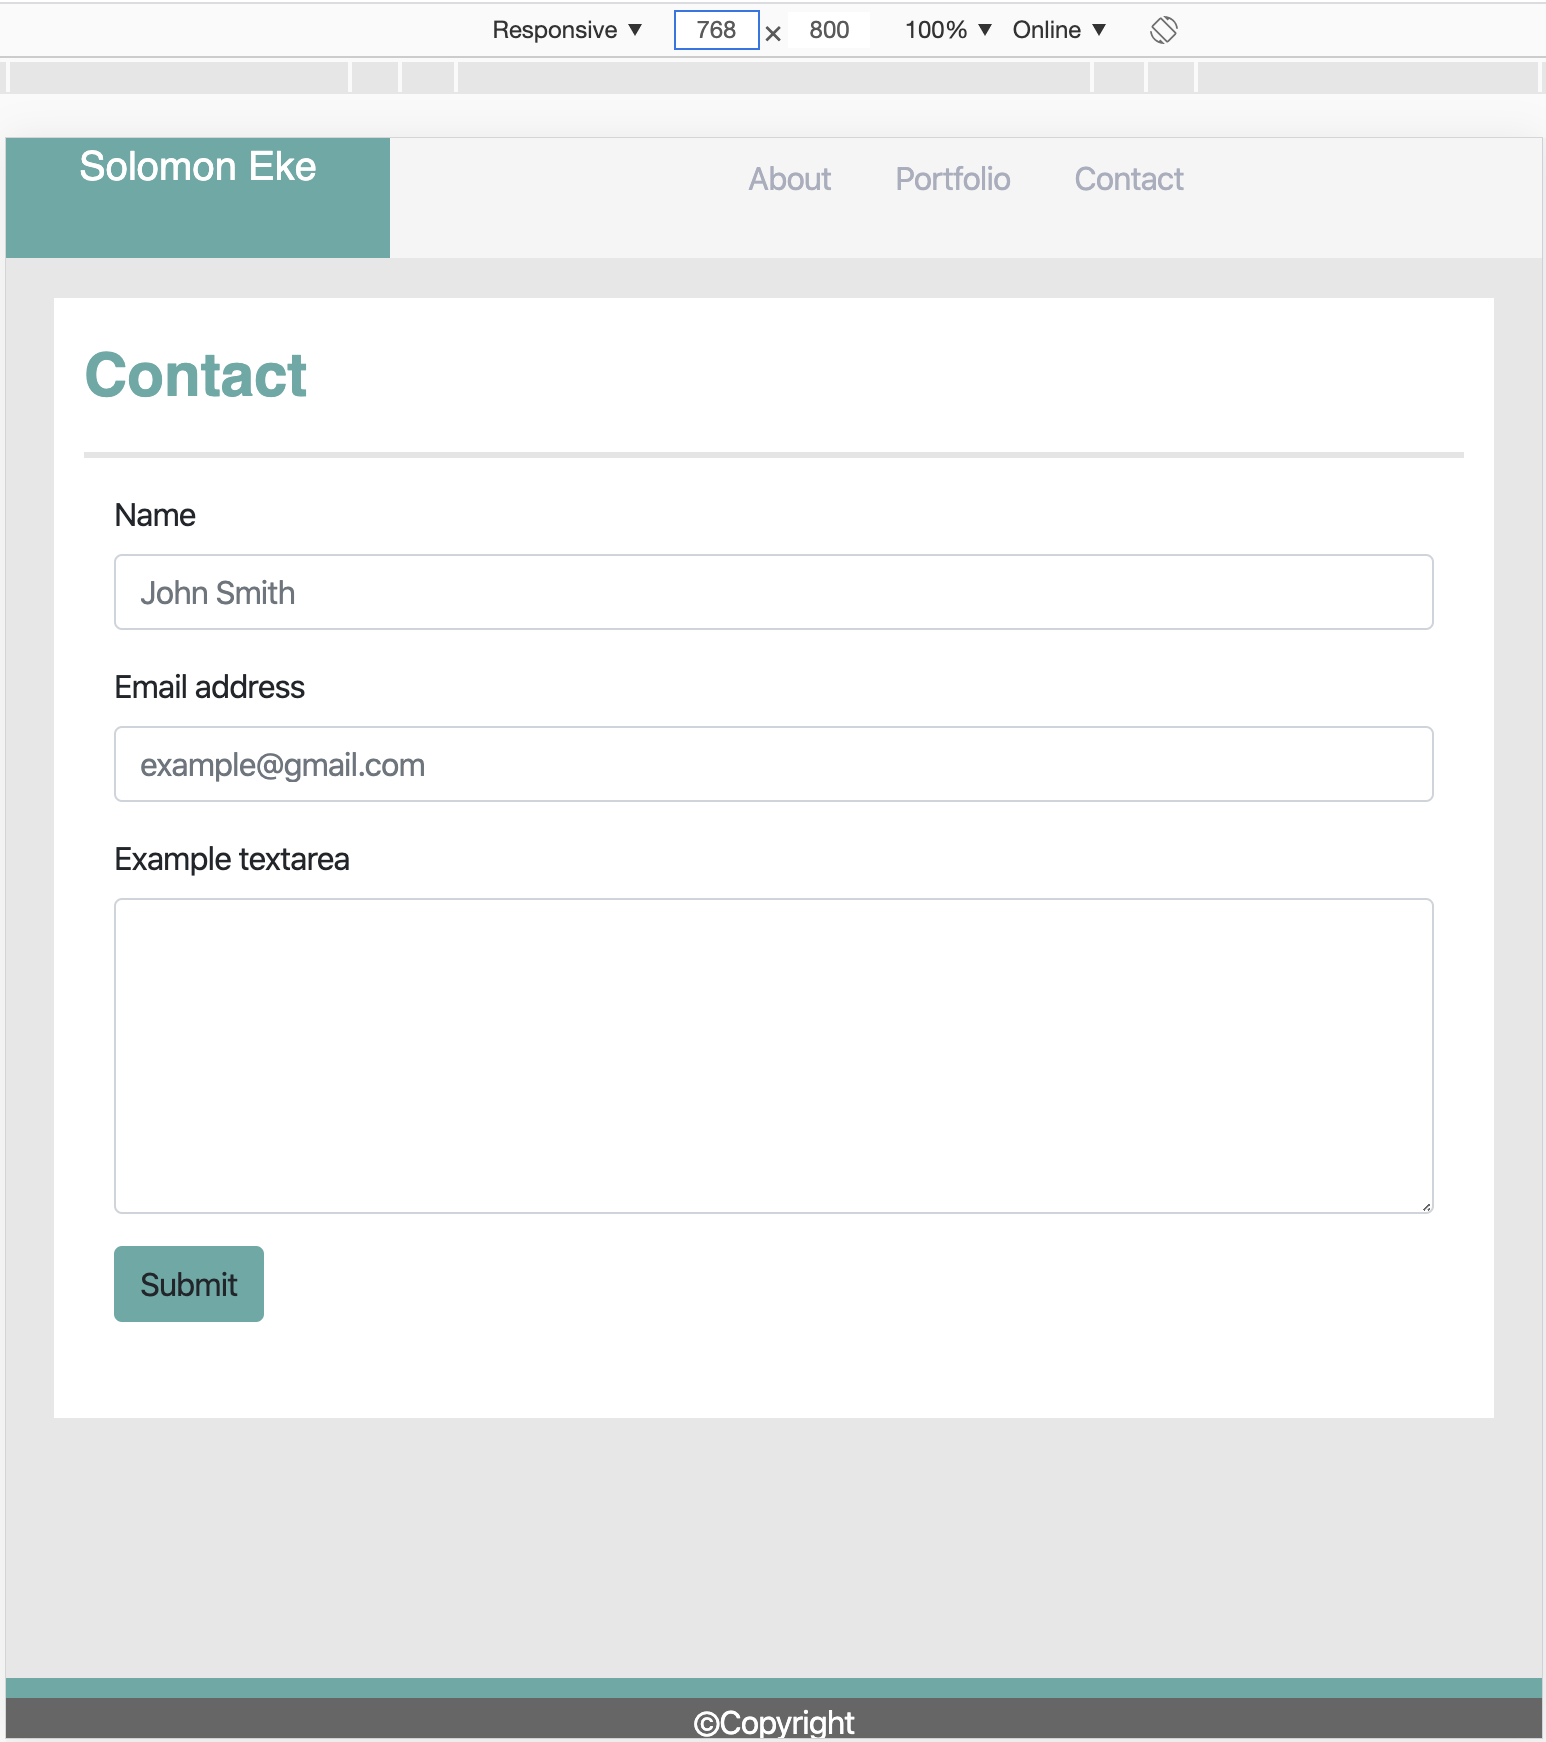 Responsive ▼ 768 × 800 100% ▼ Online ▼
Solomon Eke
About Portfolio Contact
Contact
Name
John Smith
Email address
example@gmail.com
Example textarea
Submit
©Copyright